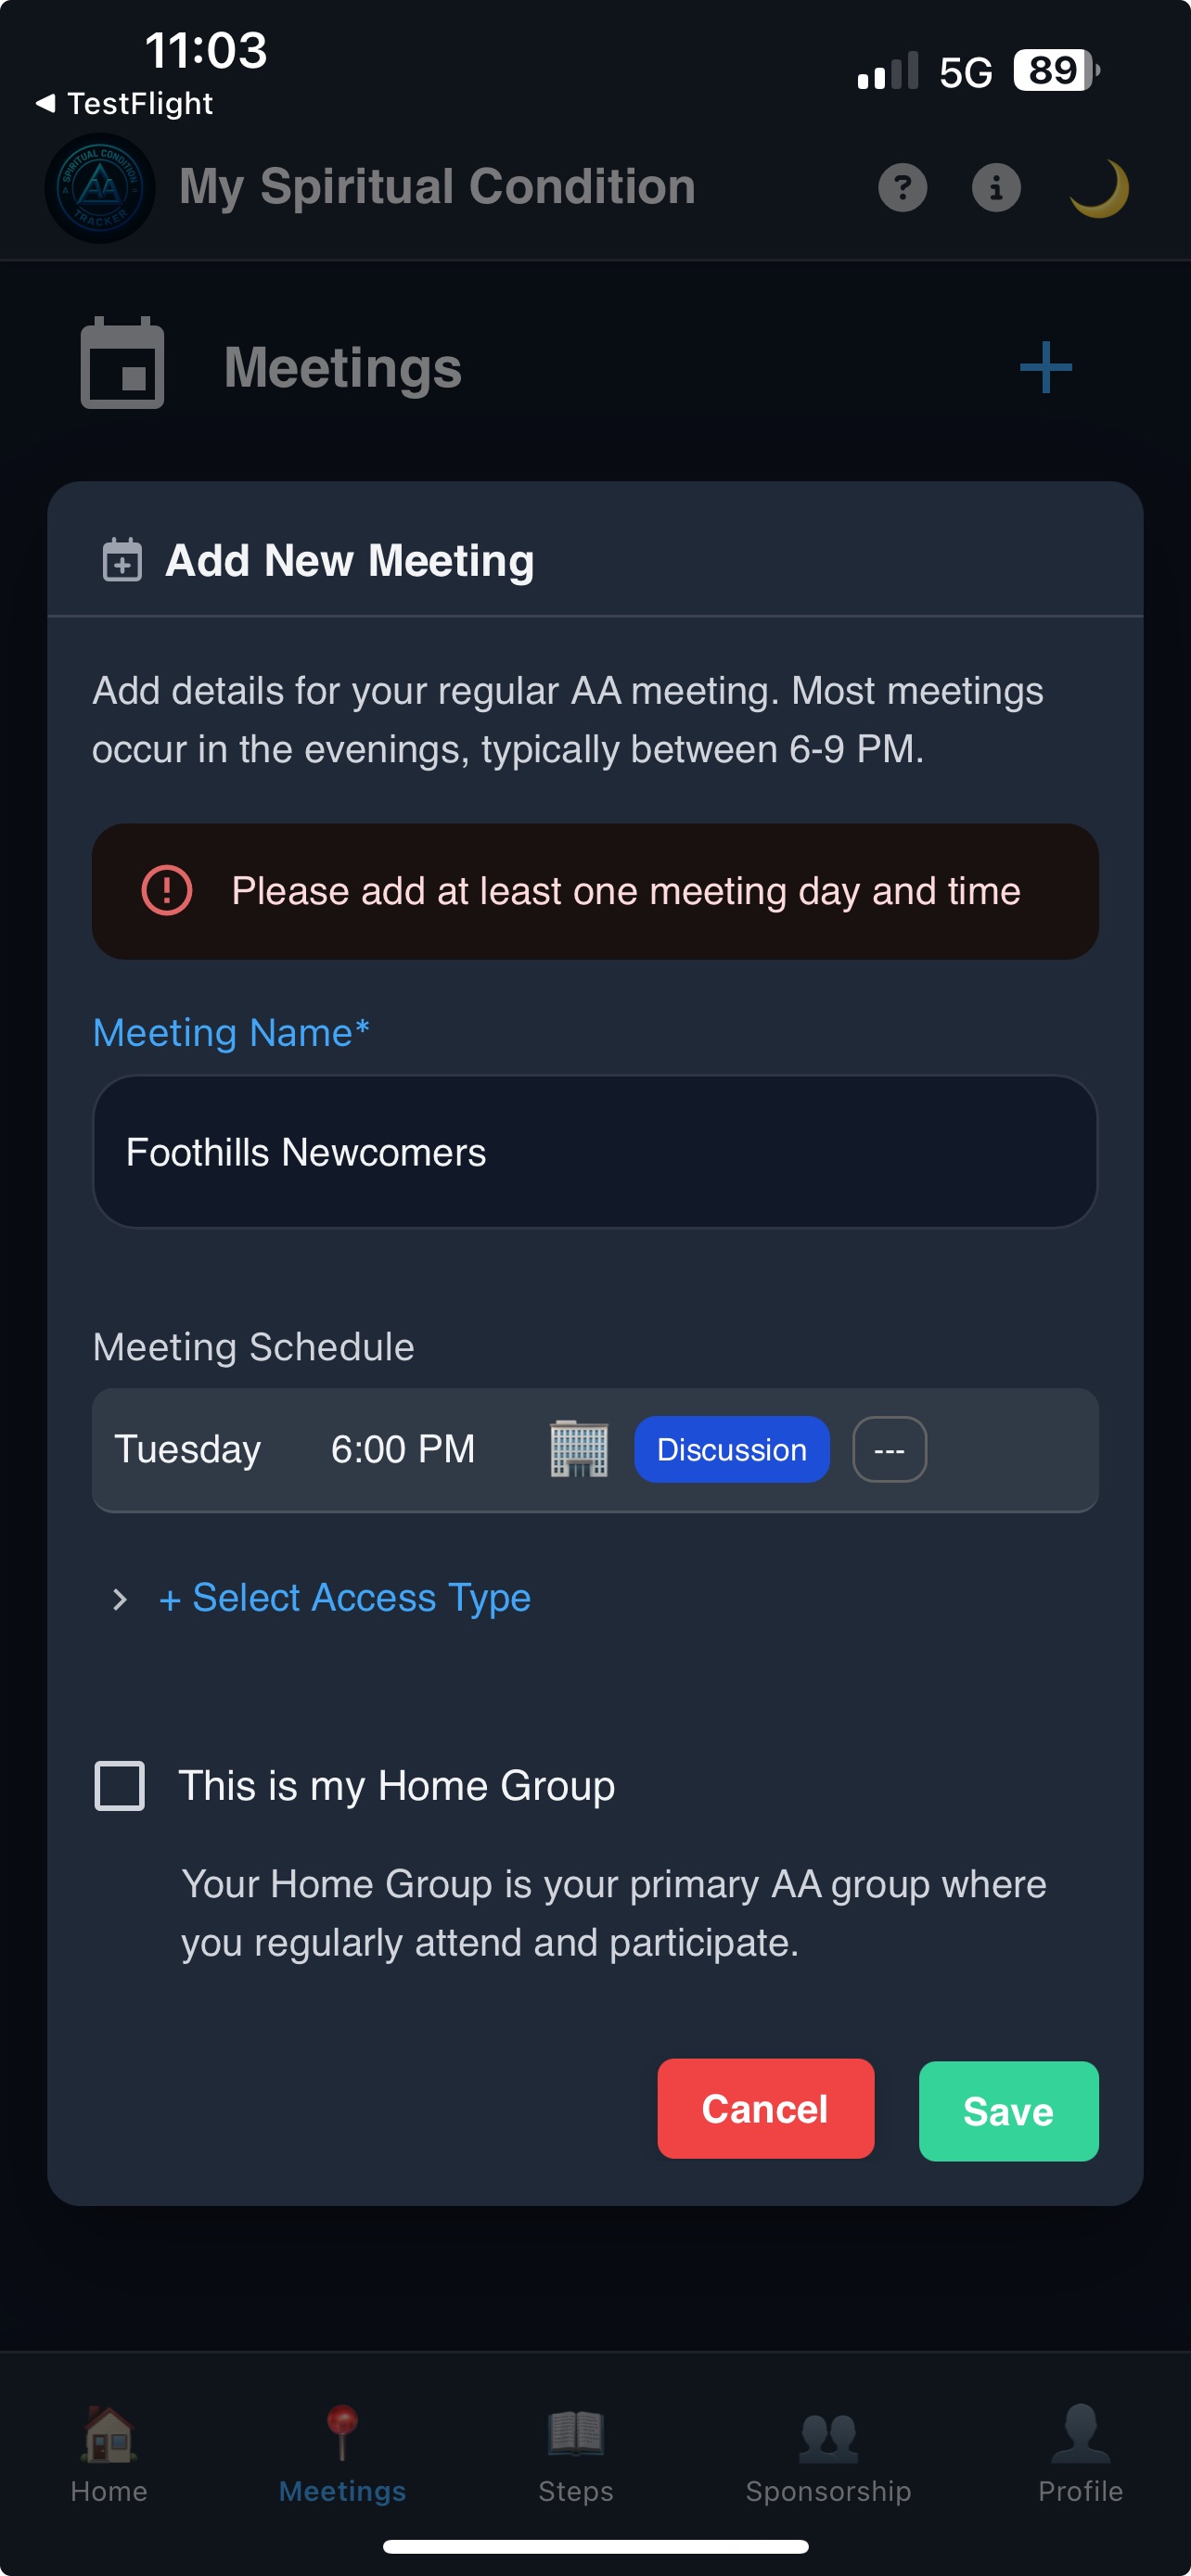 11:03
5G
89
TestFlight
SPIRITUAL CONDITION
AA
TRACKER
My Spiritual Condition
?
i
Meetings
+
Add New Meeting
Add details for your regular AA meeting. Most meetings
occur in the evenings, typically between 6-9 PM.
Please add at least one meeting day and time
Meeting Name*
Foothills Newcomers
Meeting Schedule
Tuesday 6:00 PM Discussion ---
+ Select Access Type
This is my Home Group
Your Home Group is your primary AA group where
you regularly attend and participate.
Cancel Save
Home Meetings Steps Sponsorship Profile